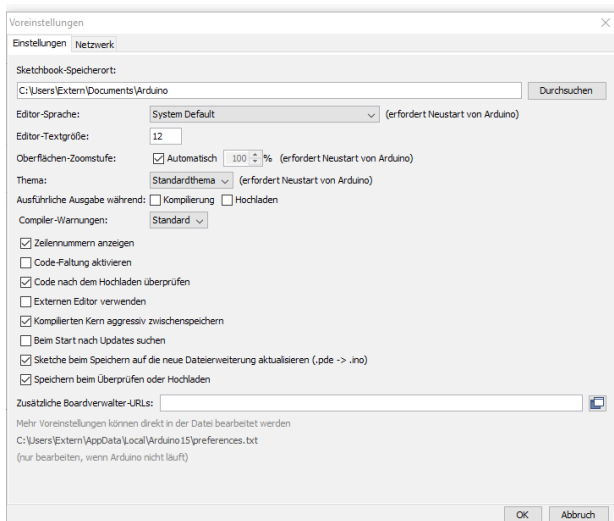 Voreinstellungen
Einstellungen Netzwerk
Sketchbook-Speicherort:
C:\Users\Extern\Documents\Arduino Durchsuchen
Editor-Sprache: System Default (erfordert Neustart von Arduino)
Editor-Textgröße: 12
Oberflächen-Zoomstufe: Automatisch 100 % (erfordert Neustart von Arduino)
Thema: Standardthema (erfordert Neustart von Arduino)
Ausführliche Ausgabe während: Kompilierung Hochladen
Compiler-Warnungen: Standard
Zeilennummern anzeigen
Code-Faltung aktivieren
Code nach dem Hochladen überprüfen
Externen Editor verwenden
Kompilierten Kern aggressiv zwischenspeichern
Beim Start nach Updates suchen
Sketche beim Speichern auf die neue Dateierweiterung aktualisieren (.pde -> .ino)
Speichern beim Überprüfen oder Hochladen
Zusätzliche Boardverwalter-URLs:
Mehr Voreinstellungen können direkt in der Datei bearbeitet werden
C:\Users\Extern\AppData\Local\Arduino15\preferences.txt
(nur bearbeiten, wenn Arduino nicht läuft)
OK Abbruch